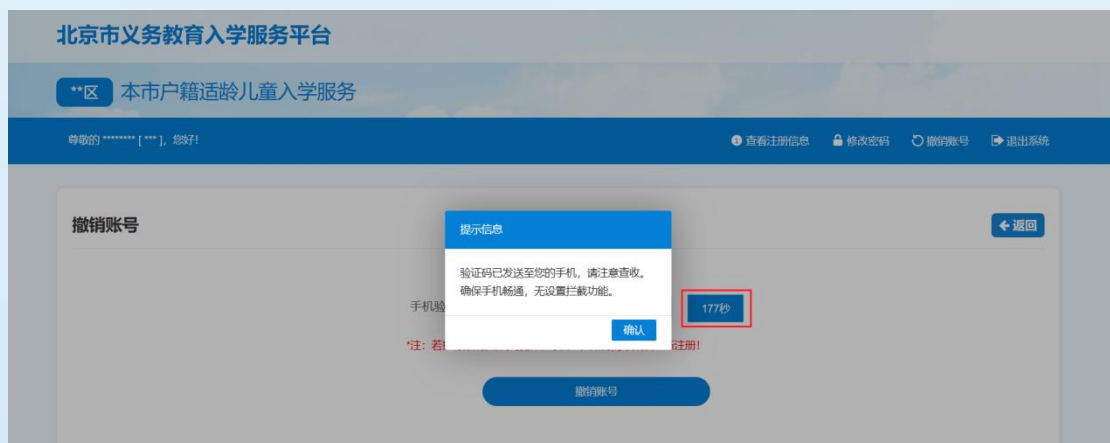 北京市义务教育入学服务平台
**区 本市户籍适龄儿童入学服务
尊敬的 ******** [ *** ]，您好! 查看注册信息 修改密码 撤销账号 退出系统
撤销账号 返回
提示信息
验证码已发送至您的手机，请注意查收。
确保手机畅通，无设置拦截功能。
确认
手机验 177秒
*注：若 注册!
撤销账号